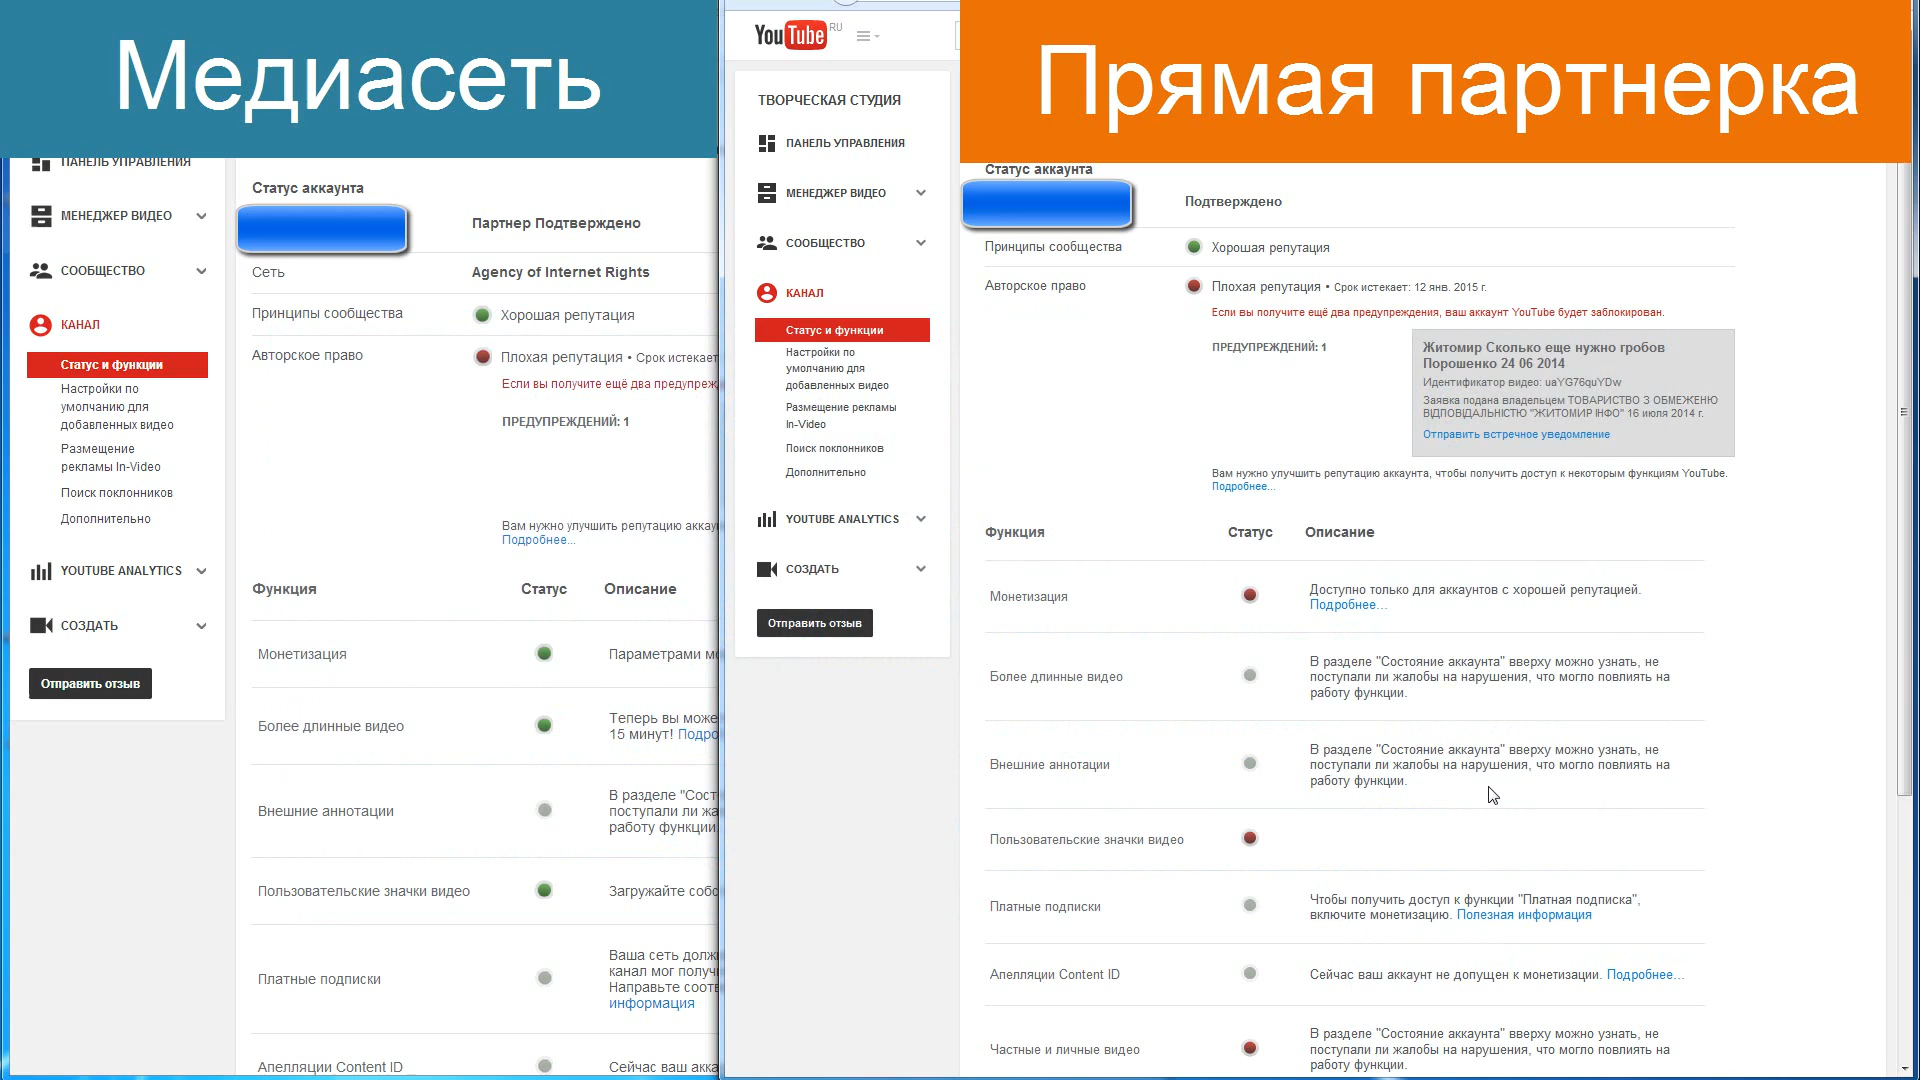 Медиасеть
ПАНЕЛЬ УПРАВЛЕНИЯ
МЕНЕДЖЕР ВИДЕО
СООБЩЕСТВО
КАНАЛ
Статус и функции
Настройки по
умолчанию для
добавленных видео
Размещение
рекламы In-Video
Поиск поклонников
Дополнительно
YOUTUBE ANALYTICS
СОЗДАТЬ
Отправить отзыв
Статус аккаунта
Партнер Подтверждено
Сеть Agency of Internet Rights
Принципы сообщества Хорошая репутация
Авторское право Плохая репутация • Срок истекает
Если вы получите ещё два предупреж
ПРЕДУПРЕЖДЕНИЙ: 1
Вам нужно улучшить репутацию аккау
Подробнее...
Функция Статус Описание
Монетизация Параметрами мо
Более длинные видео Теперь вы може
15 минут! Подро
Внешние аннотации В разделе "Сост
поступали ли жа
работу функции.
Пользовательские значки видео Загружайте собс
Платные подписки Ваша сеть долж
канал мог получ
Направьте соотв
информация
Апелляции Content ID Сейчас ваш акка
YouTube RU
ТВОРЧЕСКАЯ СТУДИЯ
ПАНЕЛЬ УПРАВЛЕНИЯ
МЕНЕДЖЕР ВИДЕО
СООБЩЕСТВО
КАНАЛ
Статус и функции
Настройки по
умолчанию для
добавленных видео
Размещение рекламы
In-Video
Поиск поклонников
Дополнительно
YOUTUBE ANALYTICS
СОЗДАТЬ
Отправить отзыв
Прямая партнерка
Статус аккаунта
Подтверждено
Принципы сообщества Хорошая репутация
Авторское право Плохая репутация • Срок истекает: 12 янв. 2015 г.
Если вы получите ещё два предупреждения, ваш аккаунт YouTube будет заблокирован.
ПРЕДУПРЕЖДЕНИЙ: 1
Житомир Сколько еще нужно гробов
Порошенко 24 06 2014
Идентификатор видео: uaYG76quYDw
Заявка подана владельцем ТОВАРИСТВО З ОБМЕЖЕНЮ
ВІДПОВІДАЛЬНІСТЮ "ЖИТОМИР ІНФО" 16 июля 2014 г.
Отправить встречное уведомление
Вам нужно улучшить репутацию аккаунта, чтобы получить доступ к некоторым функциям YouTube.
Подробнее...
Функция Статус Описание
Монетизация Доступно только для аккаунтов с хорошей репутацией.
Подробнее...
Более длинные видео В разделе "Состояние аккаунта" вверху можно узнать, не
поступали ли жалобы на нарушения, что могло повлиять на
работу функции.
Внешние аннотации В разделе "Состояние аккаунта" вверху можно узнать, не
поступали ли жалобы на нарушения, что могло повлиять на
работу функции.
Пользовательские значки видео
Платные подписки Чтобы получить доступ к функции "Платная подписка",
включите монетизацию. Полезная информация
Апелляции Content ID Сейчас ваш аккаунт не допущен к монетизации. Подробнее...
Частные и личные видео В разделе "Состояние аккаунта" вверху можно узнать, не
поступали ли жалобы на нарушения, что могло повлиять на
работу функции.